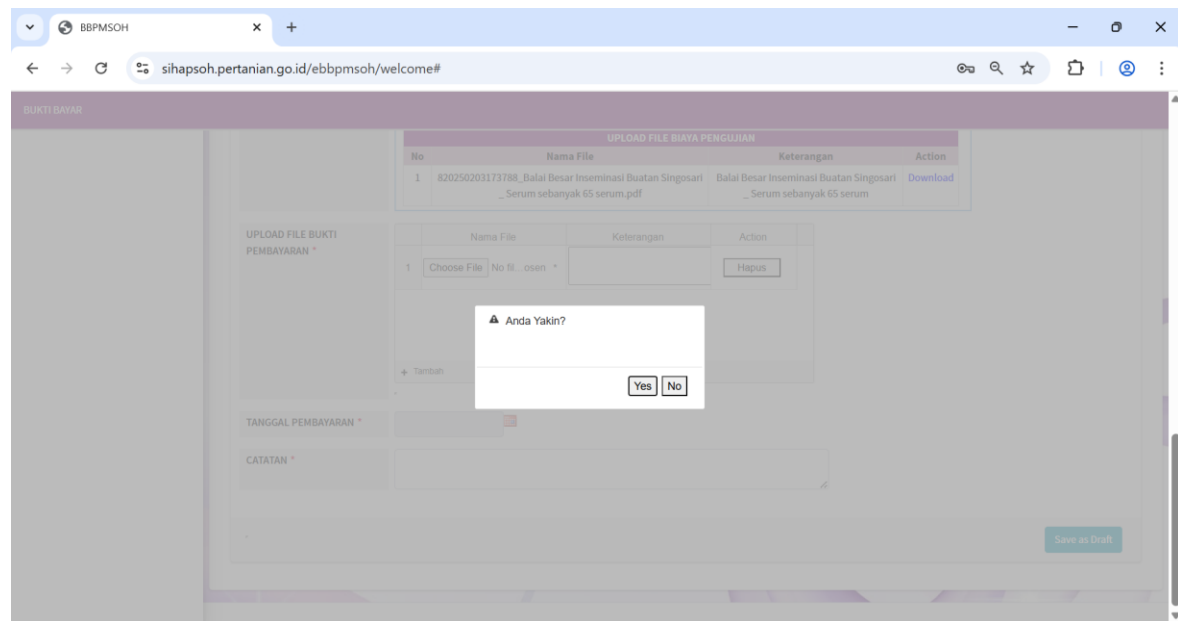 BBPMSOH
sihapsoh.pertanian.go.id/ebbpmsoh/welcome#
BUKTI BAYAR
UPLOAD FILE BIAYA PENGUJIAN
No Nama File Keterangan Action
1 820250203173788_Balai Besar Inseminasi Buatan Singosari Balai Besar Inseminasi Buatan Singosari Download
_ Serum sebanyak 65 serum.pdf _ Serum sebanyak 65 serum
UPLOAD FILE BUKTI
PEMBAYARAN *
Nama File Keterangan Action
1 Choose File No fil... osen * Hapus
Anda Yakin?
+ Tambah
Yes No
TANGGAL PEMBAYARAN *
CATATAN *
Save as Draft